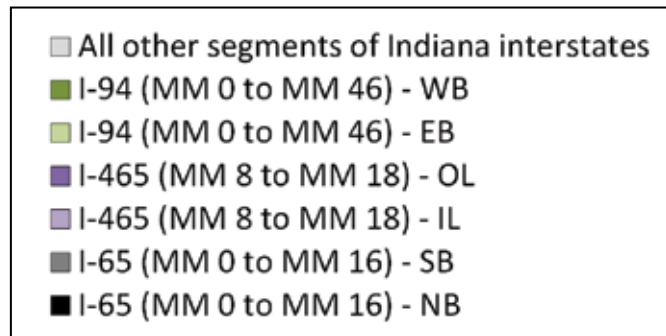 All other segments of Indiana interstates
I-94 (MM 0 to MM 46) - WB
I-94 (MM 0 to MM 46) - EB
I-465 (MM 8 to MM 18) - OL
I-465 (MM 8 to MM 18) - IL
I-65 (MM 0 to MM 16) - SB
I-65 (MM 0 to MM 16) - NB